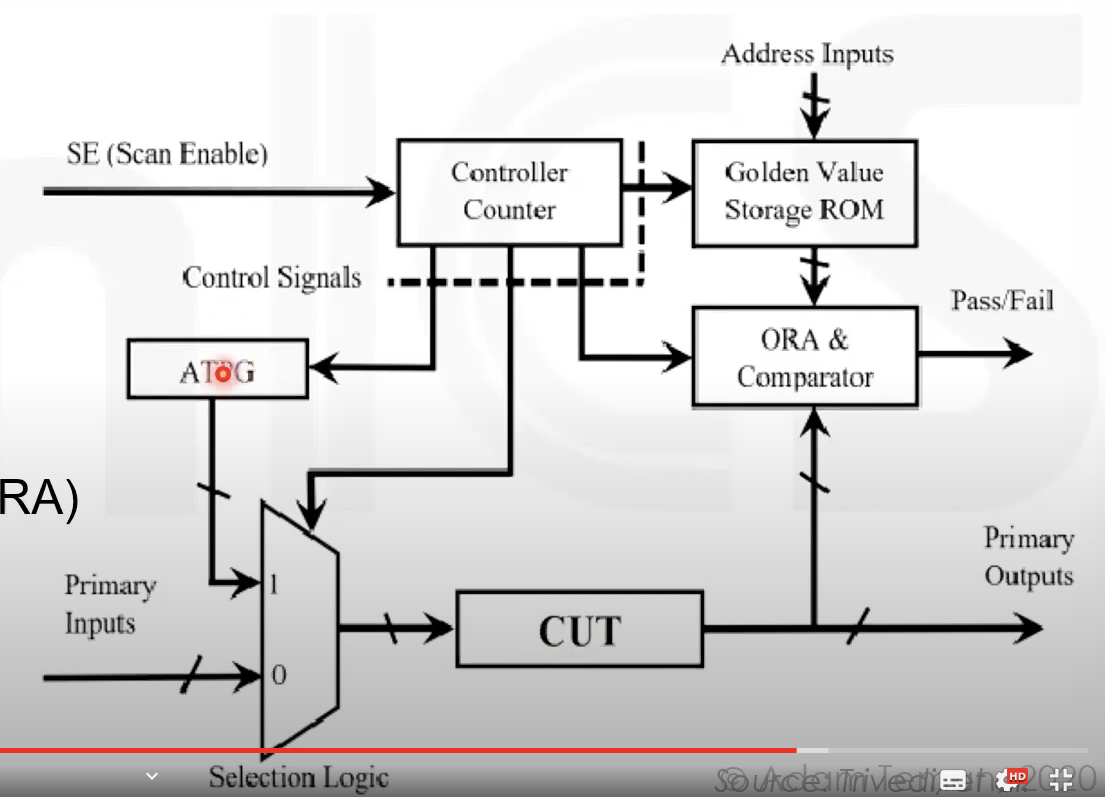 Address Inputs
SE (Scan Enable)
Controller
Counter
Golden Value
Storage ROM
Control Signals
Pass/Fail
ORA &
Comparator
ATPG
RA)
1
Primary
Inputs
0
CUT
Primary
Outputs
Selection Logic
Source: Trivedi
© Adam 2020
HD